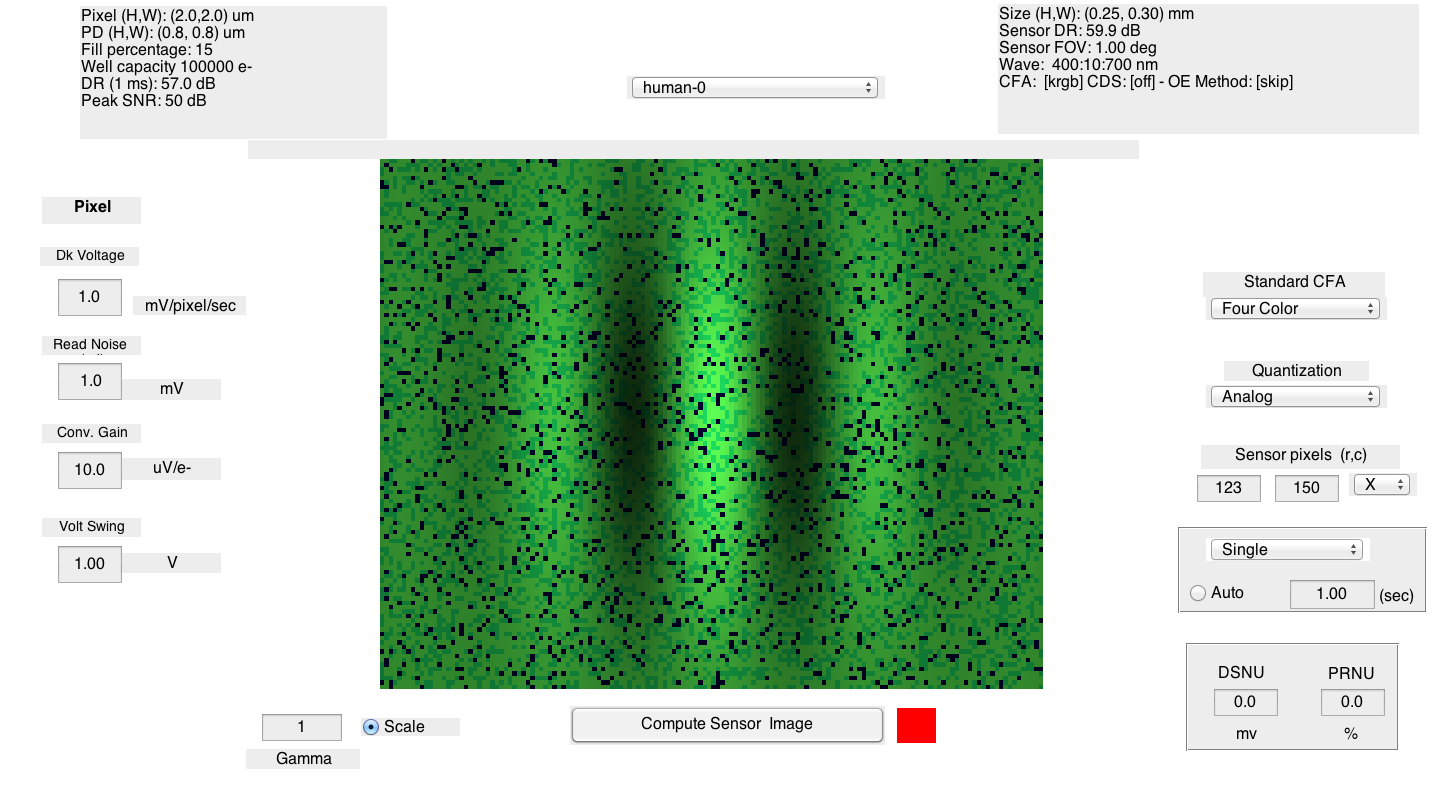 Pixel (H,W): (2.0,2.0) um
PD (H,W): (0.8, 0.8) um
Fill percentage: 15
Well capacity 100000 e-
DR (1 ms): 57.0 dB
Peak SNR: 50 dB
human-0
Size (H,W): (0.25, 0.30) mm
Sensor DR: 59.9 dB
Sensor FOV: 1.00 deg
Wave: 400:10:700 nm
CFA: [krgb] CDS: [off] - OE Method: [skip]
Pixel
Dk Voltage
1.0 mV/pixel/sec
Read Noise
1.0 mV
Conv. Gain
10.0 uV/e-
Volt Swing
1.00 V
Standard CFA
Four Color
Quantization
Analog
Sensor pixels (r,c)
123 150 X
Single
Auto 1.00 (sec)
DSNU PRNU
0.0 0.0
mv %
1 Scale
Gamma
Compute Sensor Image